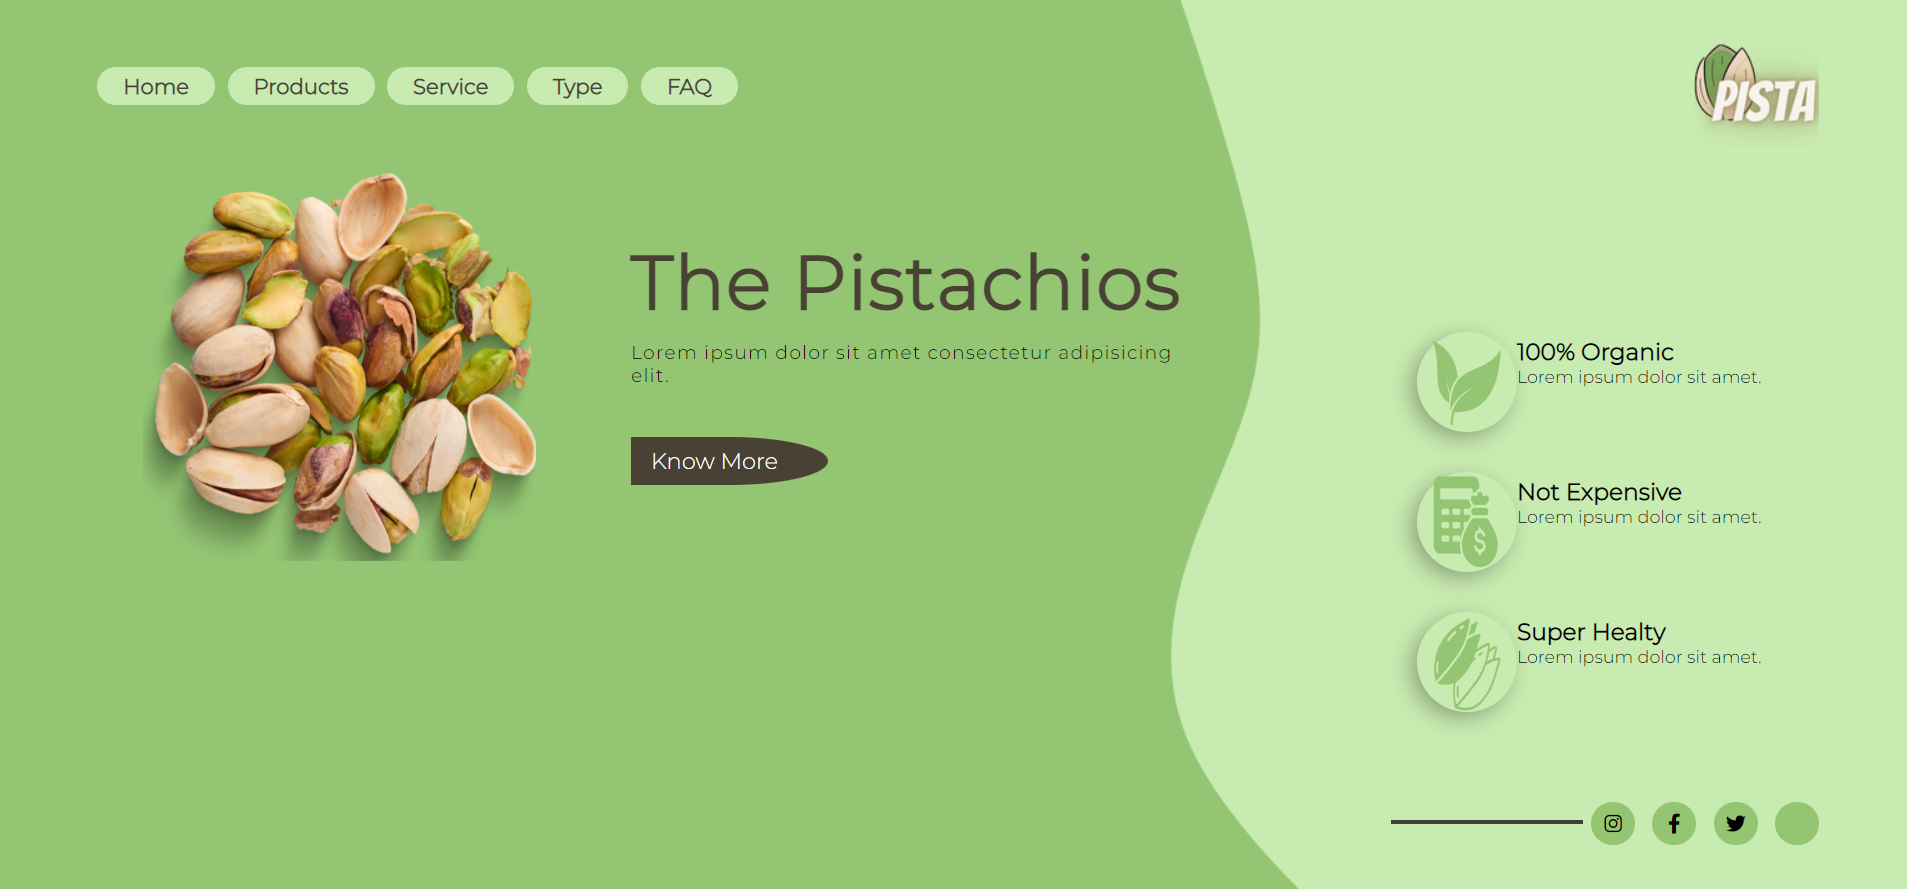 Home
Products
Service
Type
FAQ
PISTA
The Pistachios
Lorem ipsum dolor sit amet consectetur adipisicing
elit.
Know More
100% Organic
Lorem ipsum dolor sit amet.
Not Expensive
Lorem ipsum dolor sit amet.
$
Super Healty
Lorem ipsum dolor sit amet.